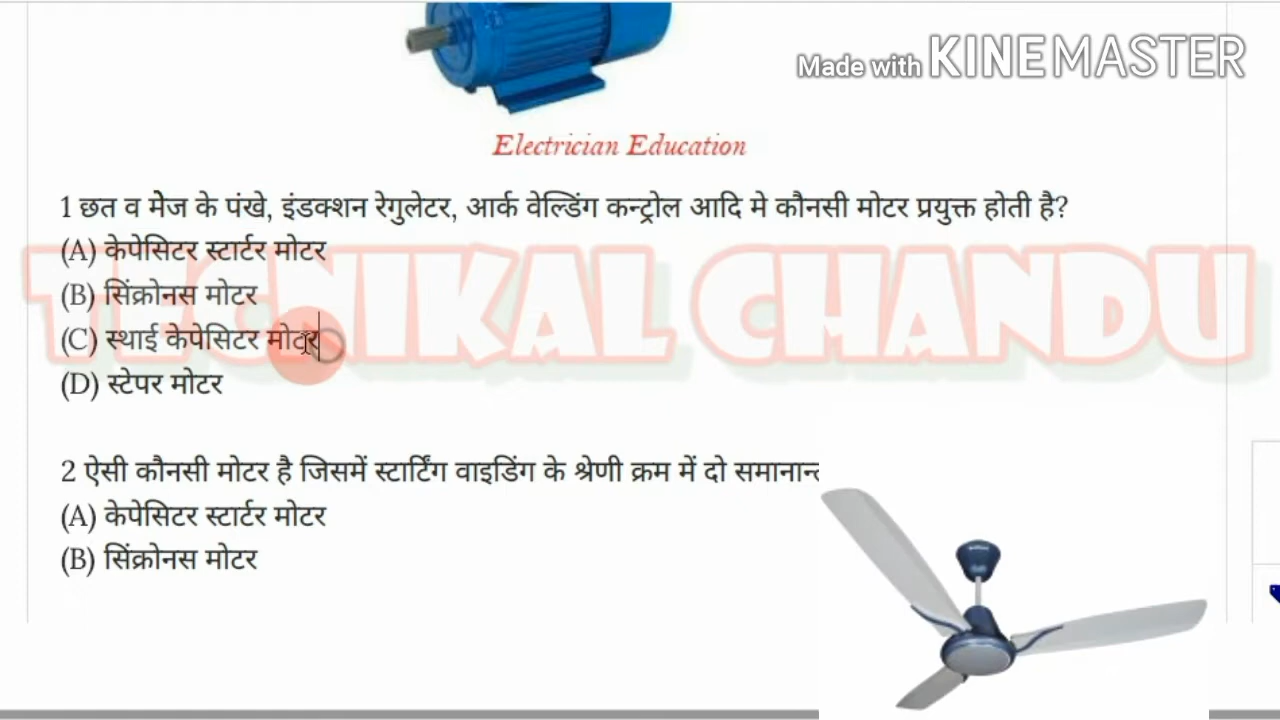 Made with KINEMASTER
Electrician Education
1 छत व मेज के पंखे, इंडक्शन रेगुलेटर, आर्क वेल्डिंग कन्ट्रोल आदि मे कौनसी मोटर प्रयुक्त होती है?
(A) केपेसिटर स्टार्टर मोटर
(B) सिंक्रोनस मोटर
TECNIKAL CHANDU
(C) स्थाई केपेसिटर मोटर
(D) स्टेपर मोटर
2 ऐसी कौनसी मोटर है जिसमें स्टार्टिंग वाइडिंग के श्रेणी क्रम में दो
(A) केपेसिटर स्टार्टर मोटर
(B) सिंक्रोनस मोटर